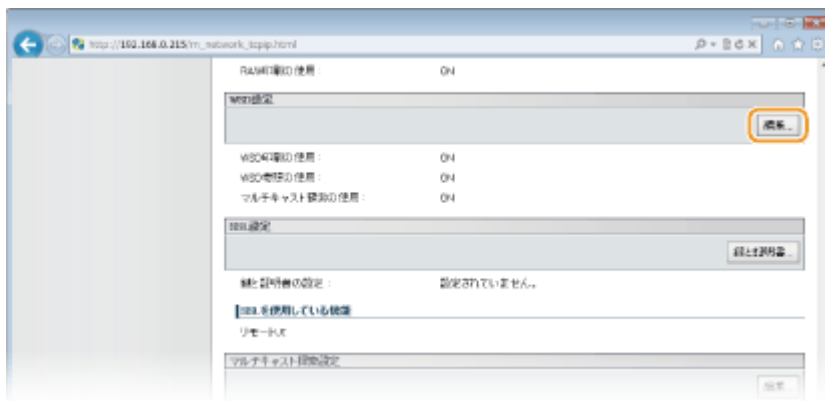 http://192.168.0.215/m_network_tcpip.html
RAW印刷の使用： ON
WSD設定
編集...
WSD印刷の使用： ON
WSD参照の使用： ON
マルチキャスト探索の使用： ON
SSL設定
鍵と証明書...
鍵と証明書の設定： 設定されていません。
SSLを使用している機能
リモートUI
マルチキャスト探索設定
編集...